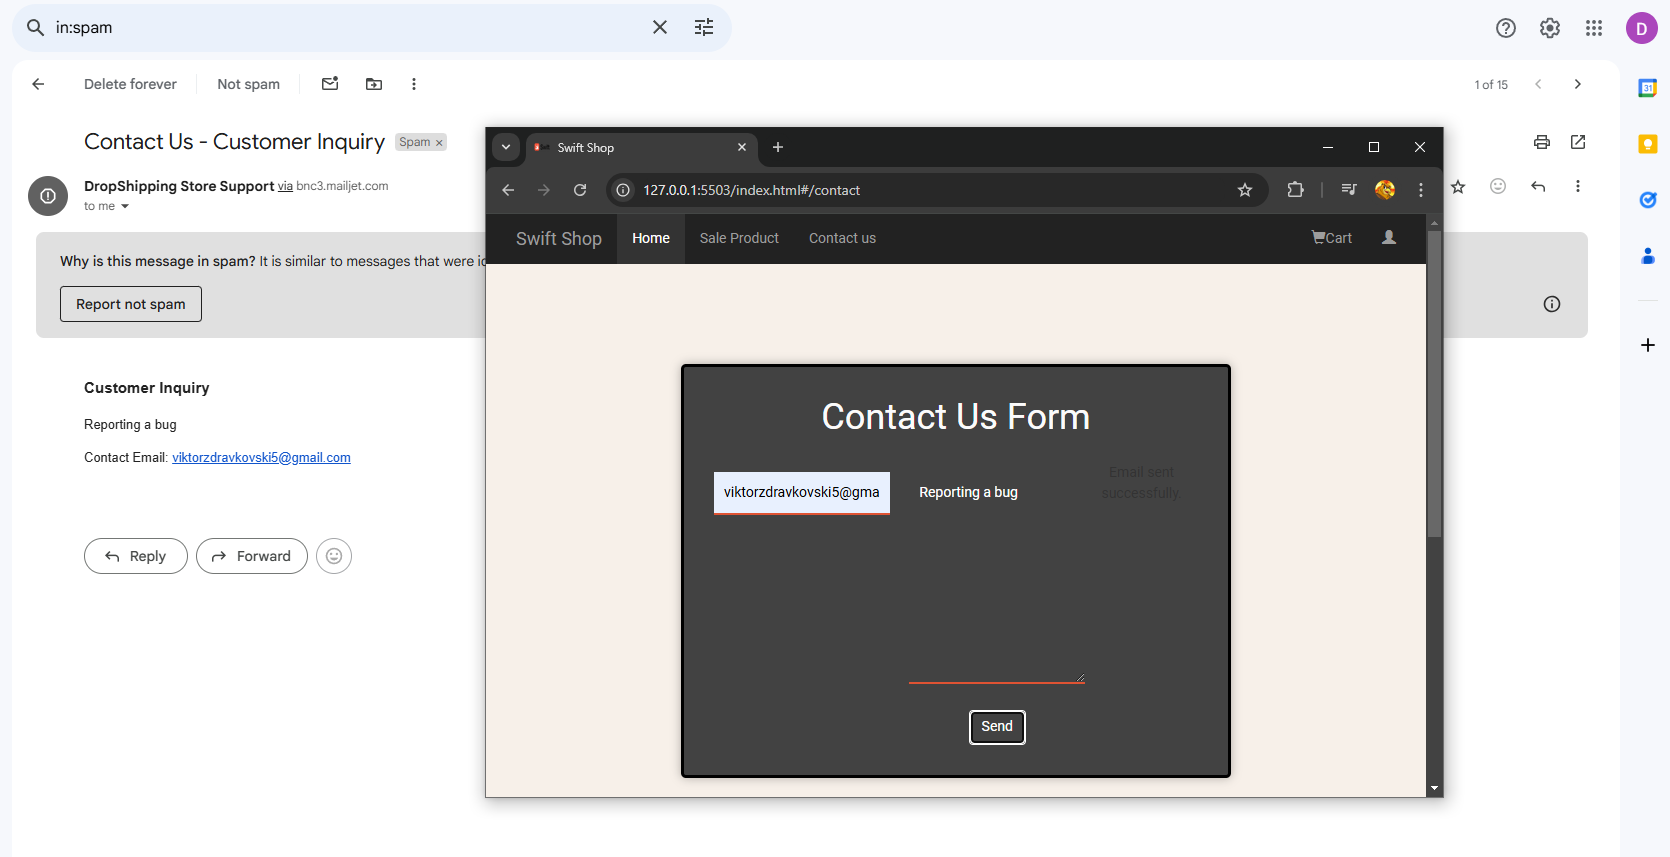 in:spam
D
Delete forever
Not spam
1 of 15
Contact Us - Customer Inquiry
Spam ×
DropShipping Store Support via bnc3.mailjet.com
to me
Why is this message in spam? It is similar to messages that were
Report not spam
Customer Inquiry
Reporting a bug
Contact Email: viktorzdravkovski5@gmail.com
Reply
Forward
31
Swift Shop
127.0.0.1:5503/index.html#/contact
Swift Shop
Home
Sale Product
Contact us
Cart
Contact Us Form
viktorzdravkovski5@gma
Reporting a bug
Email sent
successfully.
Send